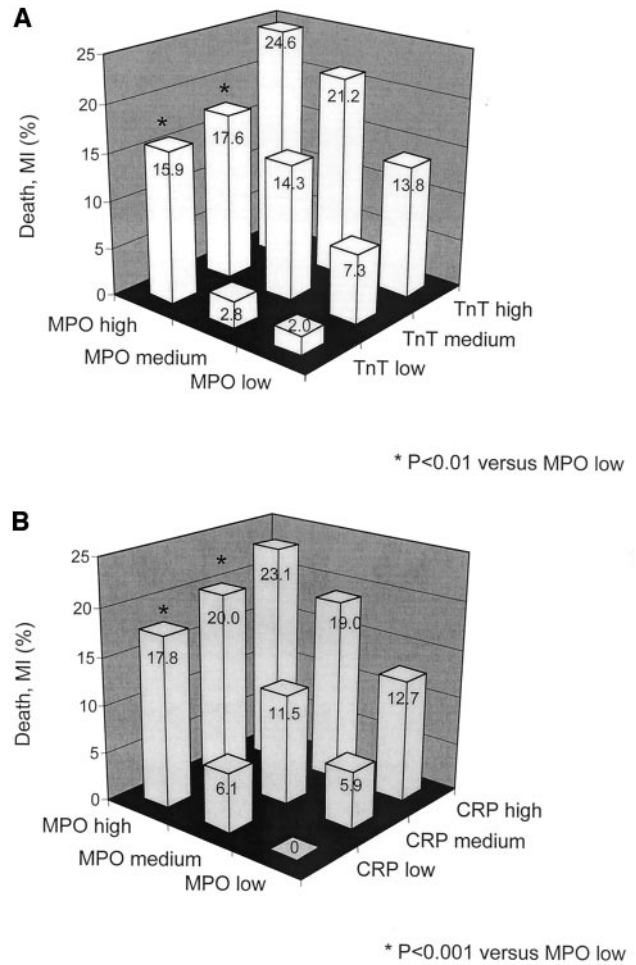 A
25
20
15
10
5
0
Death, MI (%)
24.6
21.2
*
*
17.6
15.9
14.3
13.8
7.3
2.8
2.0
MPO high
MPO medium
MPO low
TnT high
TnT medium
TnT low
* P<0.01 versus MPO low
B
25
20
15
10
5
0
Death, MI (%)
23.1
*
20.0
19.0
*
17.8
11.5
12.7
6.1
5.9
0
MPO high
MPO medium
MPO low
CRP high
CRP medium
CRP low
* P<0.001 versus MPO low